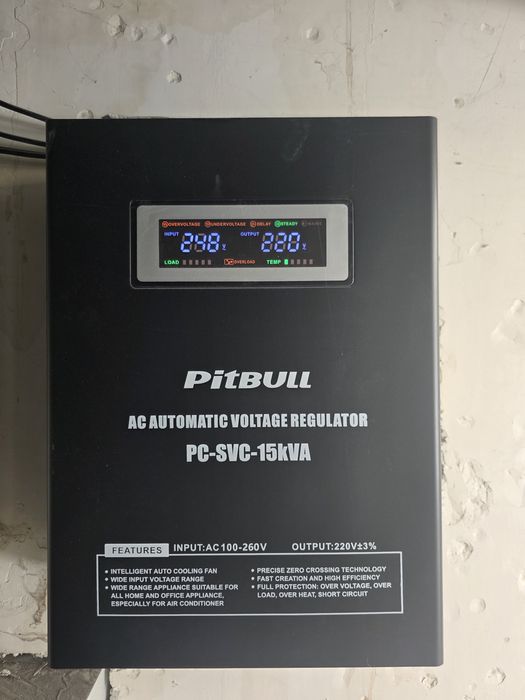 OVERVOLTAGE UNDERVOLTAGE DELAY STEADY
INPUT 248 V OUTPUT 220 V
LOAD OVERLOAD TEMP
PITBULL
AC AUTOMATIC VOLTAGE REGULATOR
PC-SVC-15kVA
FEATURES INPUT:AC100-260V OUTPUT:220V±3%
• INTELLIGENT AUTO COOLING FAN
• WIDE INPUT VOLTAGE RANGE
• WIDE RANGE APPLIANCE SUITABLE FOR
ALL HOME AND OFFICE APPLIANCE,
ESPECIALLY FOR AIR CONDITIONER
• PRECISE ZERO CROSSING TECHNOLOGY
• FAST CREATION AND HIGH EFFICIENCY
• FULL PROTECTION: OVER VOLTAGE, OVER
LOAD, OVER HEAT, SHORT CIRCUIT